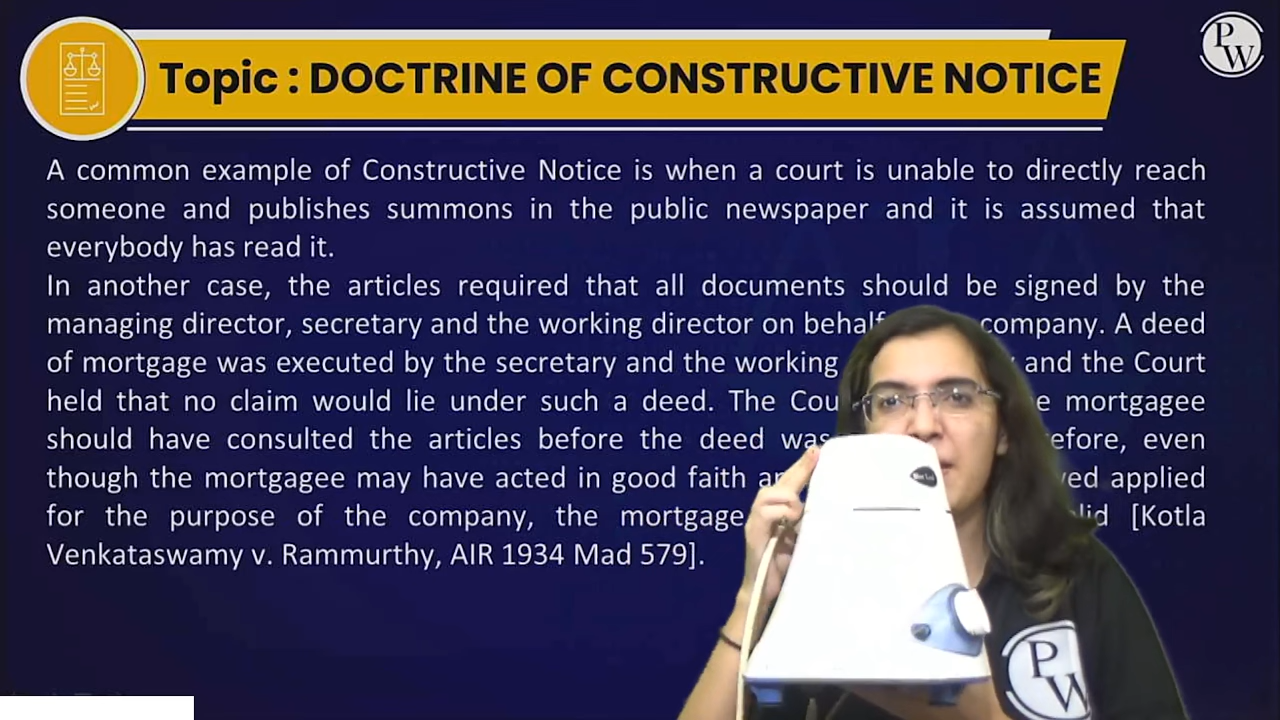 Topic : DOCTRINE OF CONSTRUCTIVE NOTICE
PW
A common example of Constructive Notice is when a court is unable to directly reach
someone and publishes summons in the public newspaper and it is assumed that
everybody has read it.
In another case, the articles required that all documents should be signed by the
managing director, secretary and the working director on behalf company. A deed
of mortgage was executed by the secretary and the working and the Court
held that no claim would lie under such a deed. The mortgagee
should have consulted the articles before the deed was even
though the mortgagee may have acted in good faith applied
for the purpose of the company, the mortgage [Kotla
Venkataswamy v. Rammurthy, AIR 1934 Mad 579].
PW